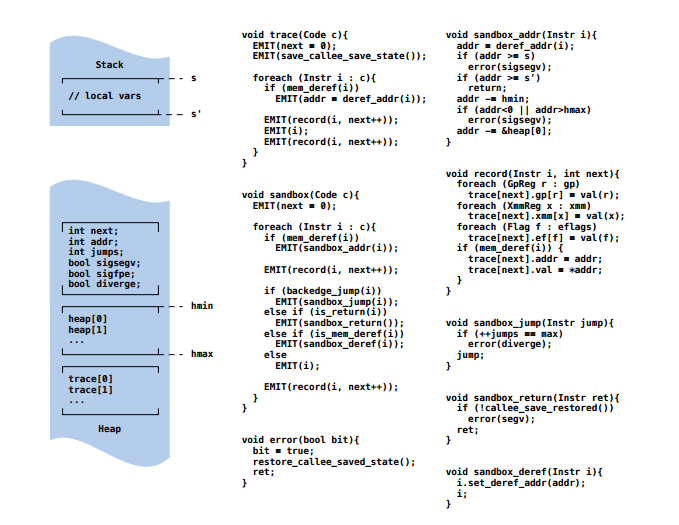 Stack
s
// local vars
s'
int next;
int addr;
int jumps;
bool sigsegv;
bool sigfpe;
bool diverge;
hmin
heap[0]
heap[1]
...
hmax
trace[0]
trace[1]
...
Heap
void trace(Code c){
EMIT(next = 0);
EMIT(save_callee_save_state());
foreach (Instr i : c){
if (mem_deref(i))
EMIT(addr = deref_addr(i));
EMIT(record(i, next++));
EMIT(i);
EMIT(record(i, next++));
}
}
void sandbox(Code c){
EMIT(next = 0);
foreach (Instr i : c){
if (mem_deref(i))
EMIT(sandbox_addr(i));
EMIT(record(i, next++));
if (backedge_jump(i))
EMIT(sandbox_jump(i));
else if (is_return(i))
EMIT(sandbox_return());
else if (is_mem_deref(i))
EMIT(sandbox_deref(i));
else
EMIT(i);
EMIT(record(i, next++));
}
}
void error(bool bit){
bit = true;
restore_callee_saved_state();
ret;
}
void sandbox_addr(Instr i){
addr = deref_addr(i);
if (addr >= s)
error(sigsegv);
if (addr >= s')
return;
addr -= hmin;
if (addr<0 || addr>hmax)
error(sigsegv);
addr -= &heap[0];
}
void record(Instr i, int next){
foreach (GpReg r : gp)
trace[next].gp[r] = val(r);
foreach (XmmReg x : xmm)
trace[next].xmm[x] = val(x);
foreach (Flag f : eflags)
trace[next].ef[f] = val(f);
if (mem_deref(i)) {
trace[next].addr = addr;
trace[next].val = *addr;
}
}
void sandbox_jump(Instr jump){
if (++jumps == max)
error(diverge);
jump;
}
void sandbox_return(Instr ret){
if (!callee_save_restored())
error(segv);
ret;
}
void sandbox_deref(Instr i){
i.set_deref_addr(addr);
i;
}